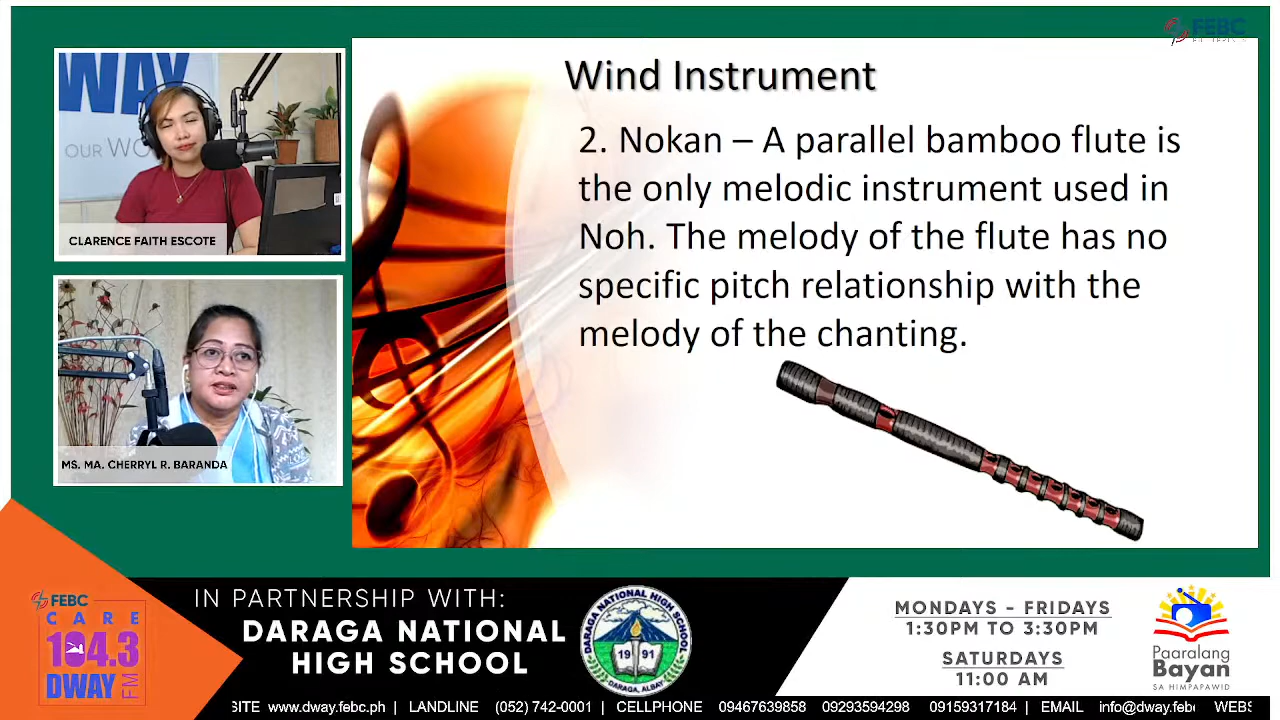 FEBC
WAY
OUR WO
CLARENCE FAITH ESCOTE
MS. MA. CHERRYL R. BARANDA
Wind Instrument
2. Nokan – A parallel bamboo flute is
the only melodic instrument used in
Noh. The melody of the flute has no
specific pitch relationship with the
melody of the chanting.
FEBC
CARE
104.3
DWAY
FM
IN PARTNERSHIP WITH:
DARAGA NATIONAL
HIGH SCHOOL
DARAGA NATIONAL HIGH SCHOOL
19 91
DARAGA, ALBAY
MONDAYS - FRIDAYS
1:30PM TO 3:30PM
SATURDAYS
11:00 AM
Paaralang
Bayan
SA HIMPAPAWID
SITE www.dway.febc.ph | LANDLINE (052) 742-0001 | CELLPHONE 09467639858 09293594298 09159317184 | EMAIL info@dway.febc WEBS